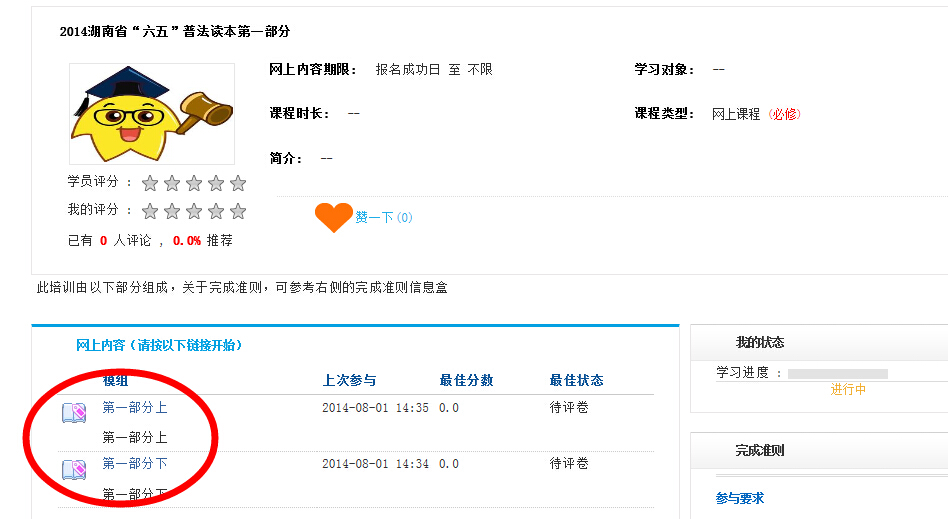 2014湖南省“六五”普法读本第一部分
网上内容期限： 报名成功日 至 不限 学习对象： --
课程时长： -- 课程类型： 网上课程 (必修)
简介： --
学员评分 ：
我的评分 ：
赞一下(0)
已有 0 人评论 , 0.0% 推荐
此培训由以下部分组成，关于完成准则，可参考右侧的完成准则信息盒
网上内容（请按以下链接开始）
模组 上次参与 最佳分数 最佳状态
第一部分上 2014-08-01 14:35 0.0 待评卷
第一部分上
第一部分下 2014-08-01 14:34 0.0 待评卷
第一部分下
我的状态
学习进度 ：
进行中
完成准则
参与要求